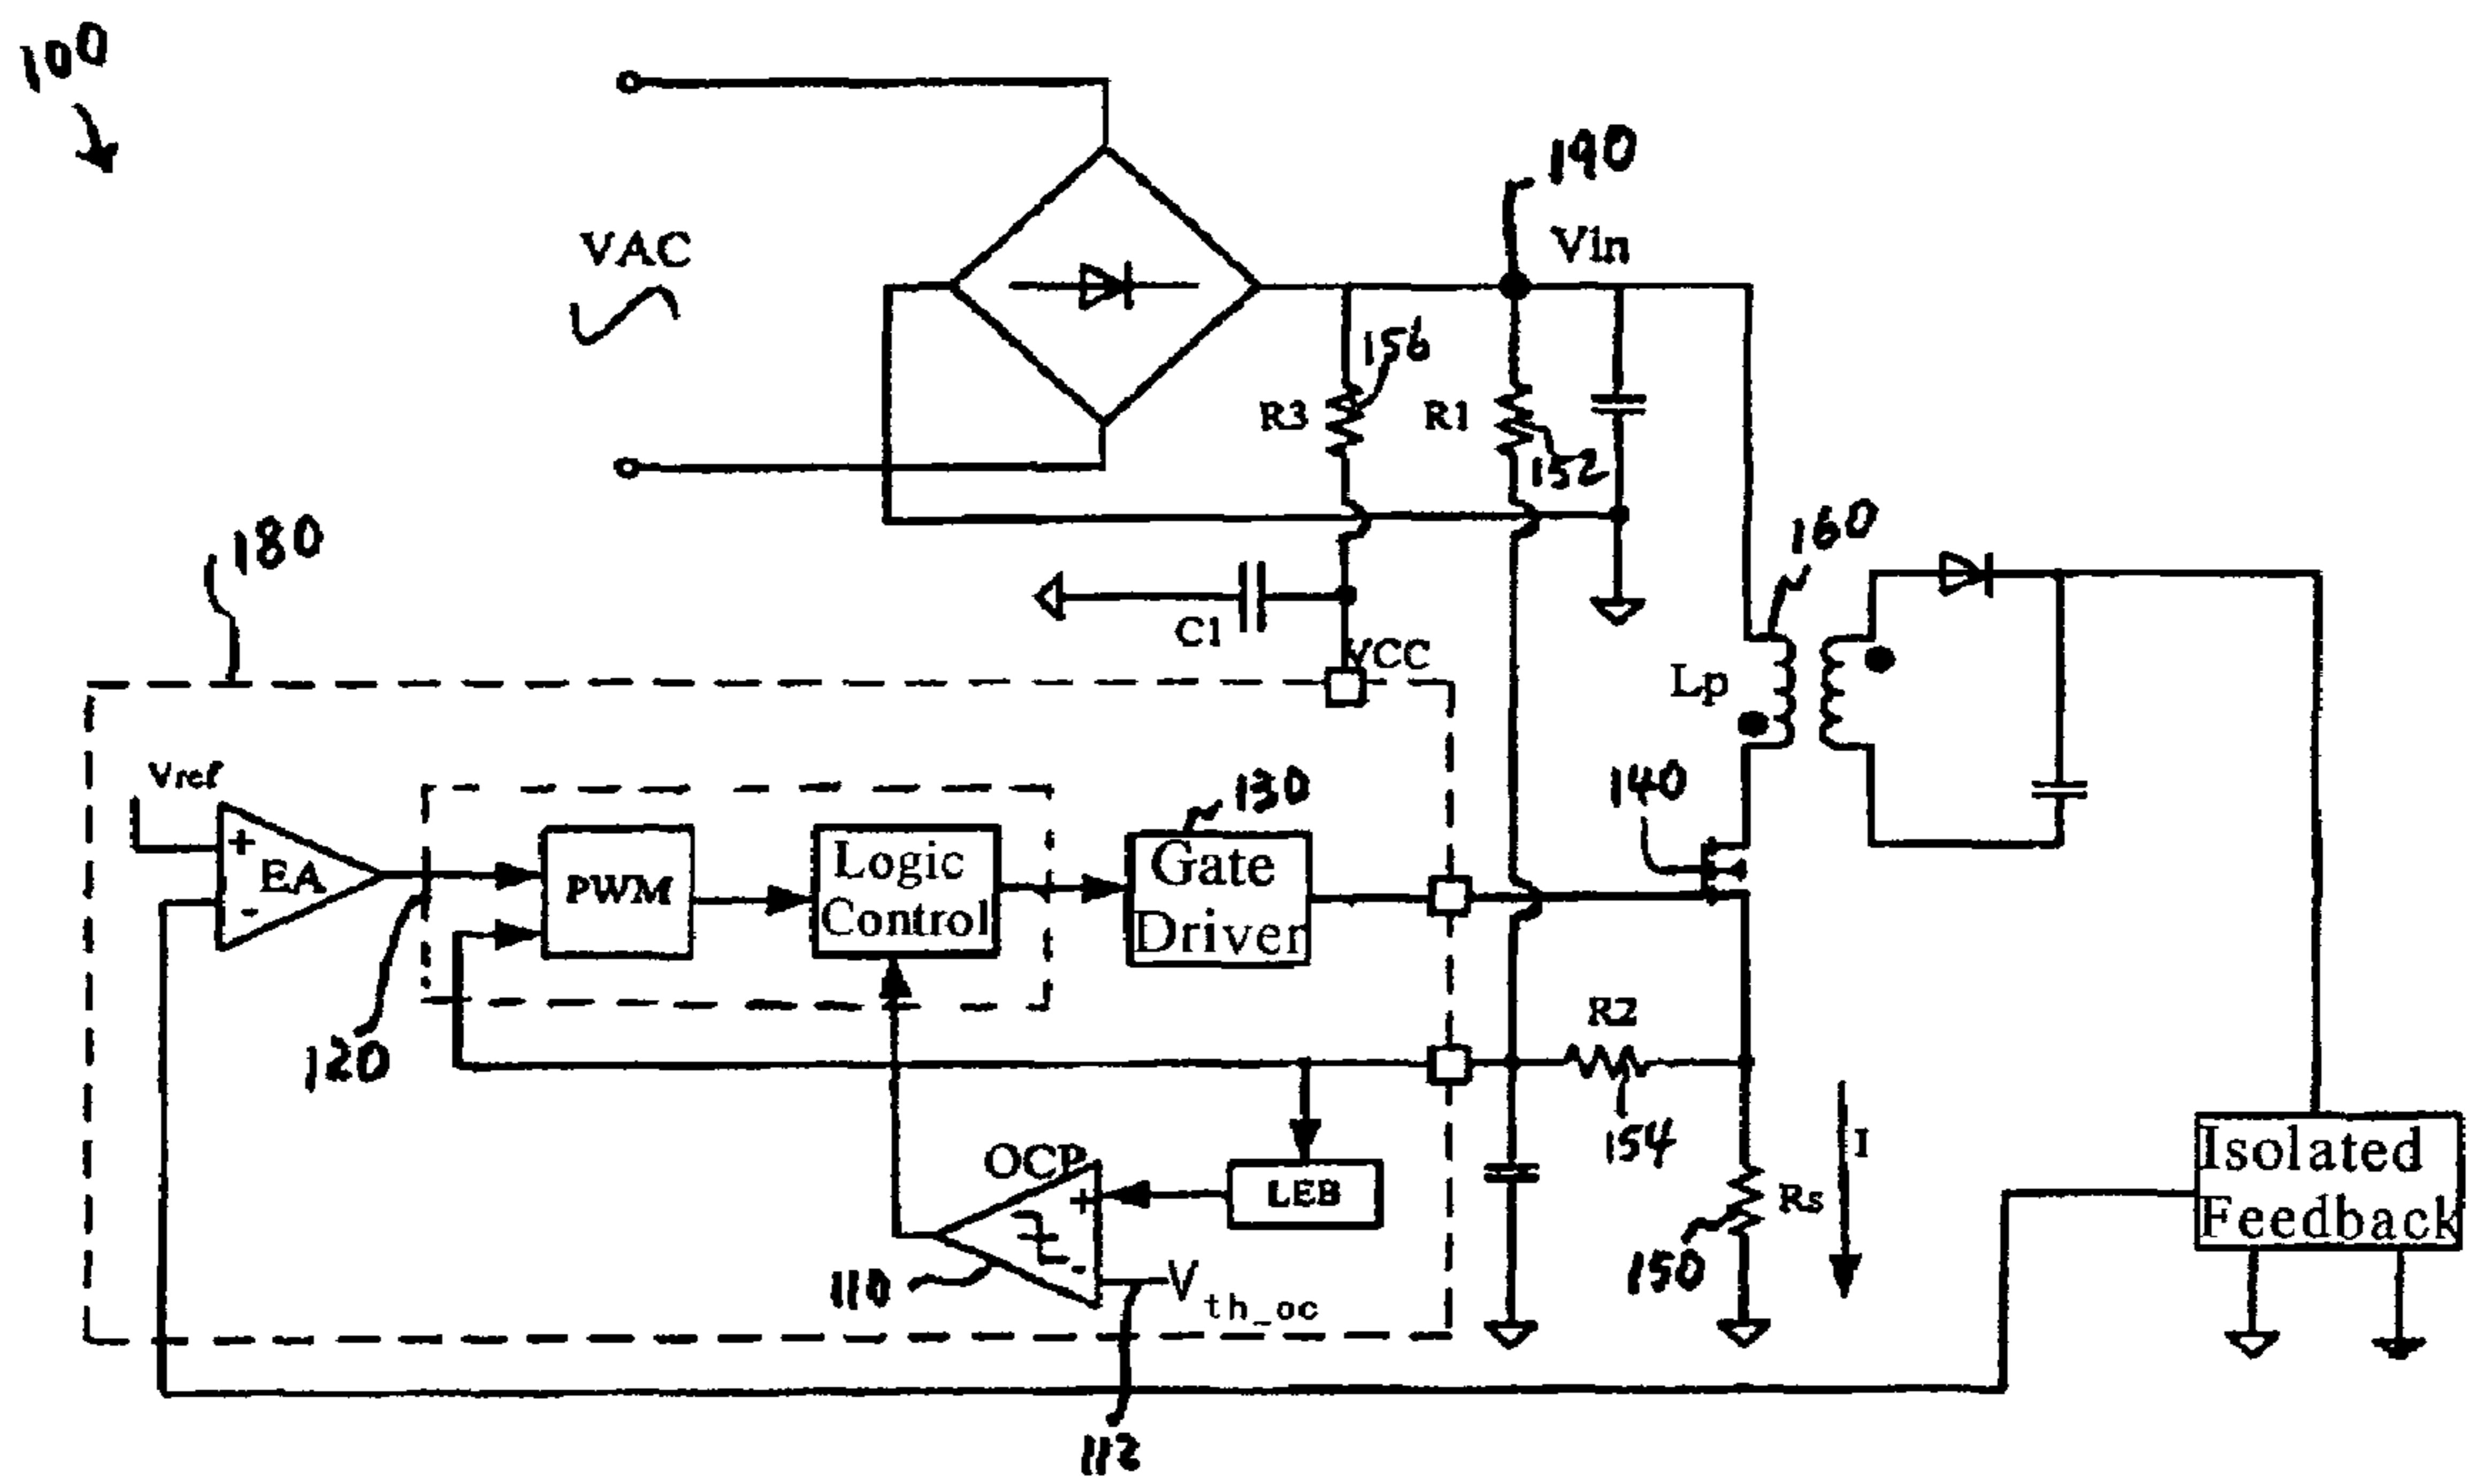 100
190
Vin
VAC
156
R3
R1
152
180
160
C1
VCC
Lp
Vref
130
140
+
EA
-
PWM
Logic
Control
Gate
Driver
R2
120
154
I
OCP
+
LEB
Rs
Isolated
Feedback
110
-
Vth_oc
150
112